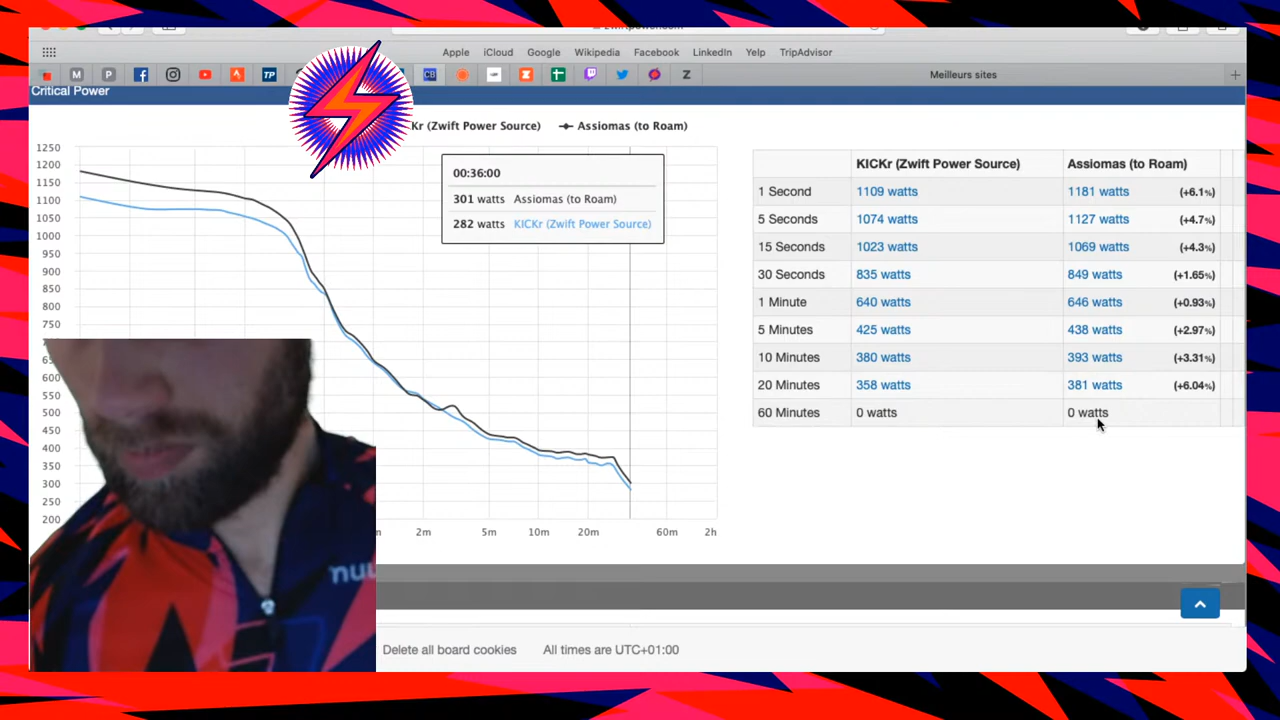 Apple iCloud Google Wikipedia Facebook LinkedIn Yelp TripAdvisor
M P TP CB Z Meilleurs sites
Critical Power
Kr (Zwift Power Source) Assiomas (to Roam)
1250
1200
1150
1100
1050
1000
950
900
850
800
750
600
550
500
450
400
350
300
250
200
2m 5m 10m 20m 60m 2h
00:36:00
301 watts Assiomas (to Roam)
282 watts KICKr (Zwift Power Source)
KICKr (Zwift Power Source) Assiomas (to Roam)
1 Second 1109 watts 1181 watts (+6.1%)
5 Seconds 1074 watts 1127 watts (+4.7%)
15 Seconds 1023 watts 1069 watts (+4.3%)
30 Seconds 835 watts 849 watts (+1.65%)
1 Minute 640 watts 646 watts (+0.93%)
5 Minutes 425 watts 438 watts (+2.97%)
10 Minutes 380 watts 393 watts (+3.31%)
20 Minutes 358 watts 381 watts (+6.04%)
60 Minutes 0 watts 0 watts
Delete all board cookies All times are UTC+01:00